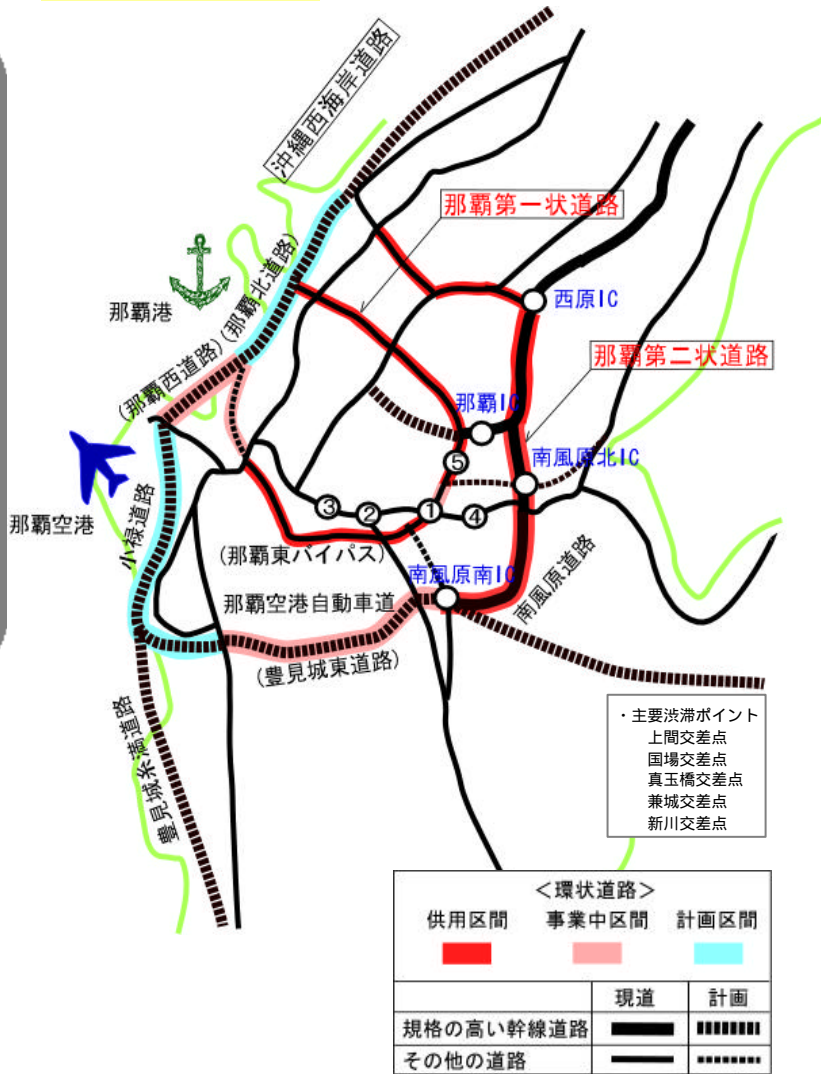 沖縄西海岸道路
那覇第一状道路
(那覇北道路)
那覇港
西原IC
(那覇西道路)
那覇第二状道路
那覇IC
⑤
南風原北IC
③
②
①
④
那覇空港
小禄道路
(那覇東バイパス)
南風原南IC
南風原道路
那覇空港自動車道
(豊見城東道路)
豊見城糸満道路
・主要渋滞ポイント
上間交差点
国場交差点
真玉橋交差点
兼城交差点
新川交差点
<環状道路>
供用区間 事業中区間 計画区間
現道 計画
規格の高い幹線道路
その他の道路